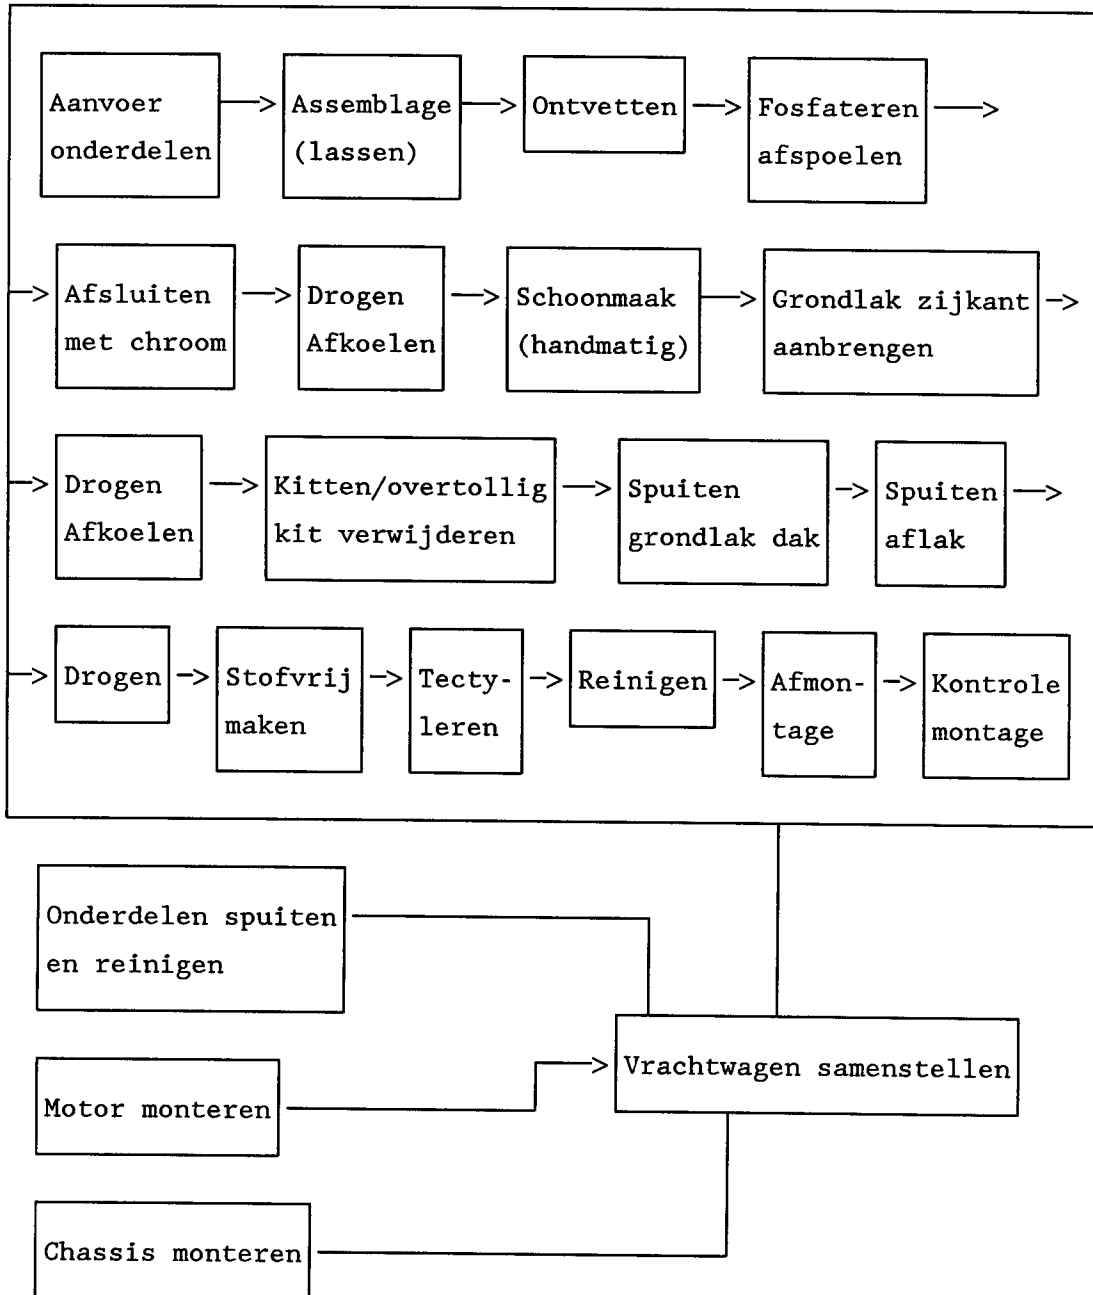 Aanvoer
onderdelen
Assemblage
(lassen)
Ontvetten
Fosfateren
afspoelen
Afsluiten
met chroom
Drogen
Afkoelen
Schoonmaak
(handmatig)
Grondlak zijkant
aanbrengen
Drogen
Afkoelen
Kitten/overtollig
kit verwijderen
Spuiten
grondlak dak
Spuiten
aflak
Drogen
Stofvrij
maken
Tecty-
leren
Reinigen
Afmon-
tage
Kontrole
montage
Onderdelen spuiten
en reinigen
Vrachtwagen samenstellen
Motor monteren
Chassis monteren